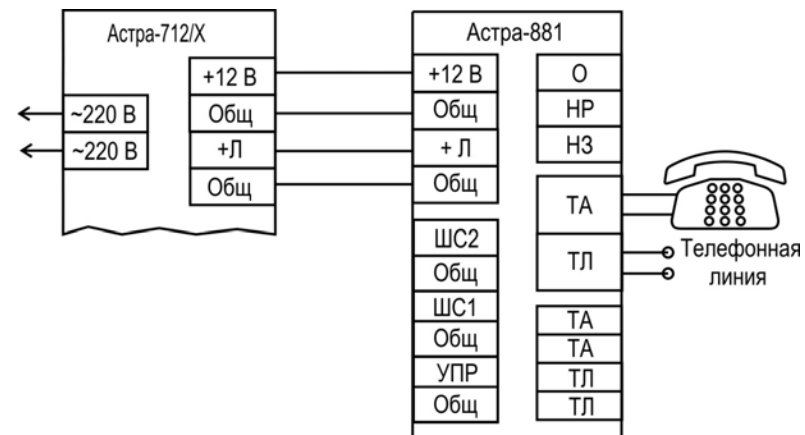 Астра-712/Х
+12 В
~220 В
Общ
~220 В
+Л
Общ
Астра-881
+12 В
О
Общ
НР
+ Л
НЗ
Общ
ТА
ШС2
ТЛ
Общ
ШС1
ТА
Общ
ТА
УПР
ТЛ
Общ
ТЛ
Телефонная
линия